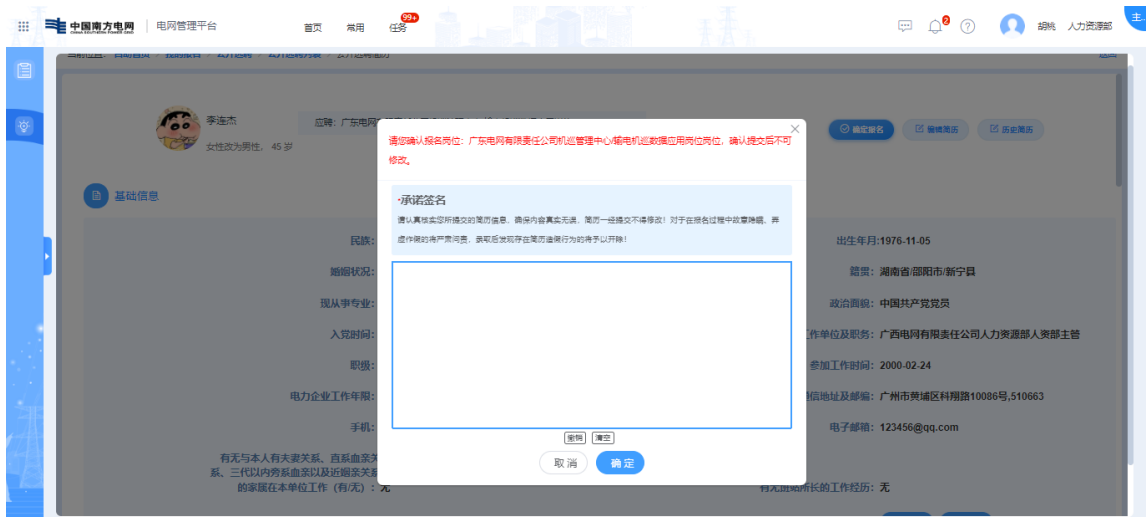 中国南方电网
CHINA SOUTHERN POWER GRID
电网管理平台
首页
常用
任务
99+
2
胡桃 人力资源部
主
李连杰
应聘：广东电网
女性改为男性，45 岁
确定报名
编辑简历
历史简历
基础信息
请您确认报名岗位：广东电网有限责任公司机巡管理中心/输电机巡数据应用岗位岗位，确认提交后不可
修改。
*承诺签名
请认真核实您所提交的简历信息，确保内容真实无误，简历一经提交不得修改！对于在报名过程中故意隐瞒、弄
虚作假的将严肃问责，录取后发现存在简历造假行为的将予以开除！
撤销
清空
取 消
确 定
民族：
出生年月:1976-11-05
婚姻状况：
籍贯：湖南省/邵阳市/新宁县
现从事专业：
政治面貌：中国共产党党员
入党时间：
工作单位及职务：广西电网有限责任公司人力资源部人资部主管
职级：
参加工作时间：2000-02-24
电力企业工作年限：
通信地址及邮编：广州市黄埔区科翔路10086号,510663
手机：
电子邮箱：123456@qq.com
有无与本人有夫妻关系、直系血亲关
系、三代以内旁系血亲以及近姻亲关系
的家属在本单位工作（有/无）：无
有无班站所长的工作经历：无